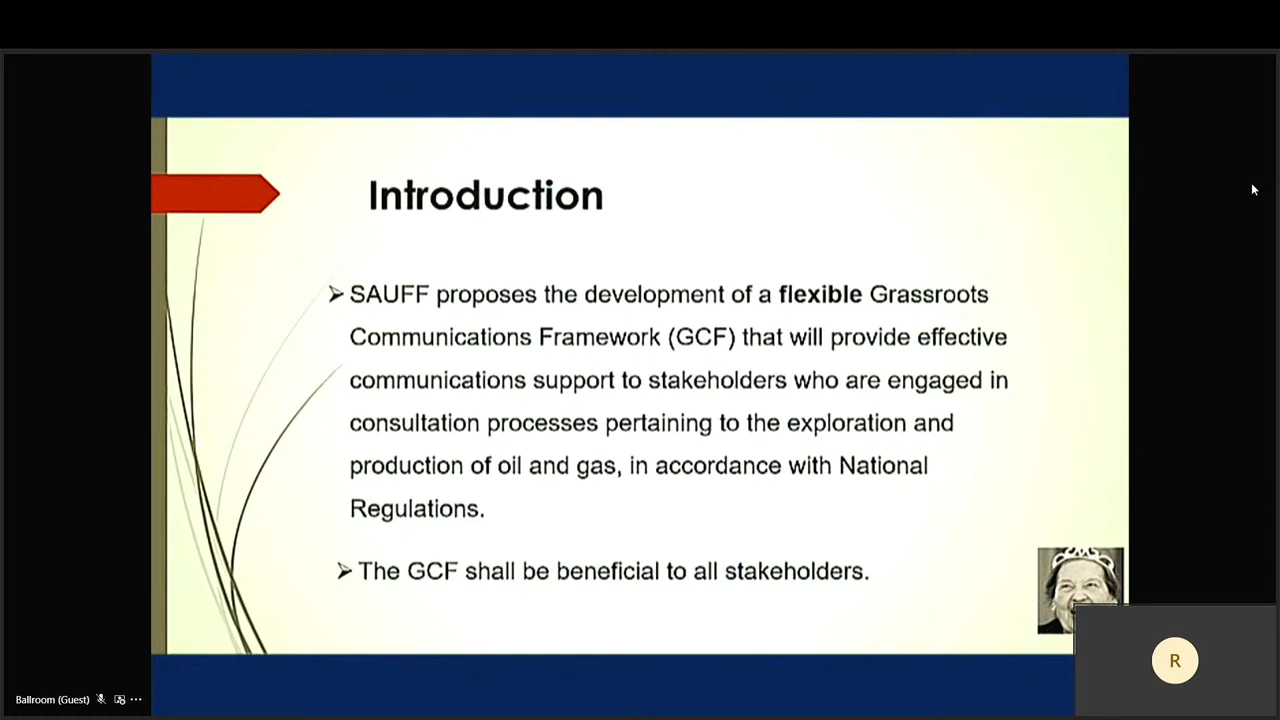 Introduction
➢ SAUFF proposes the development of a flexible Grassroots
Communications Framework (GCF) that will provide effective
communications support to stakeholders who are engaged in
consultation processes pertaining to the exploration and
production of oil and gas, in accordance with National
Regulations.
➢ The GCF shall be beneficial to all stakeholders.
R
Ballroom (Guest)